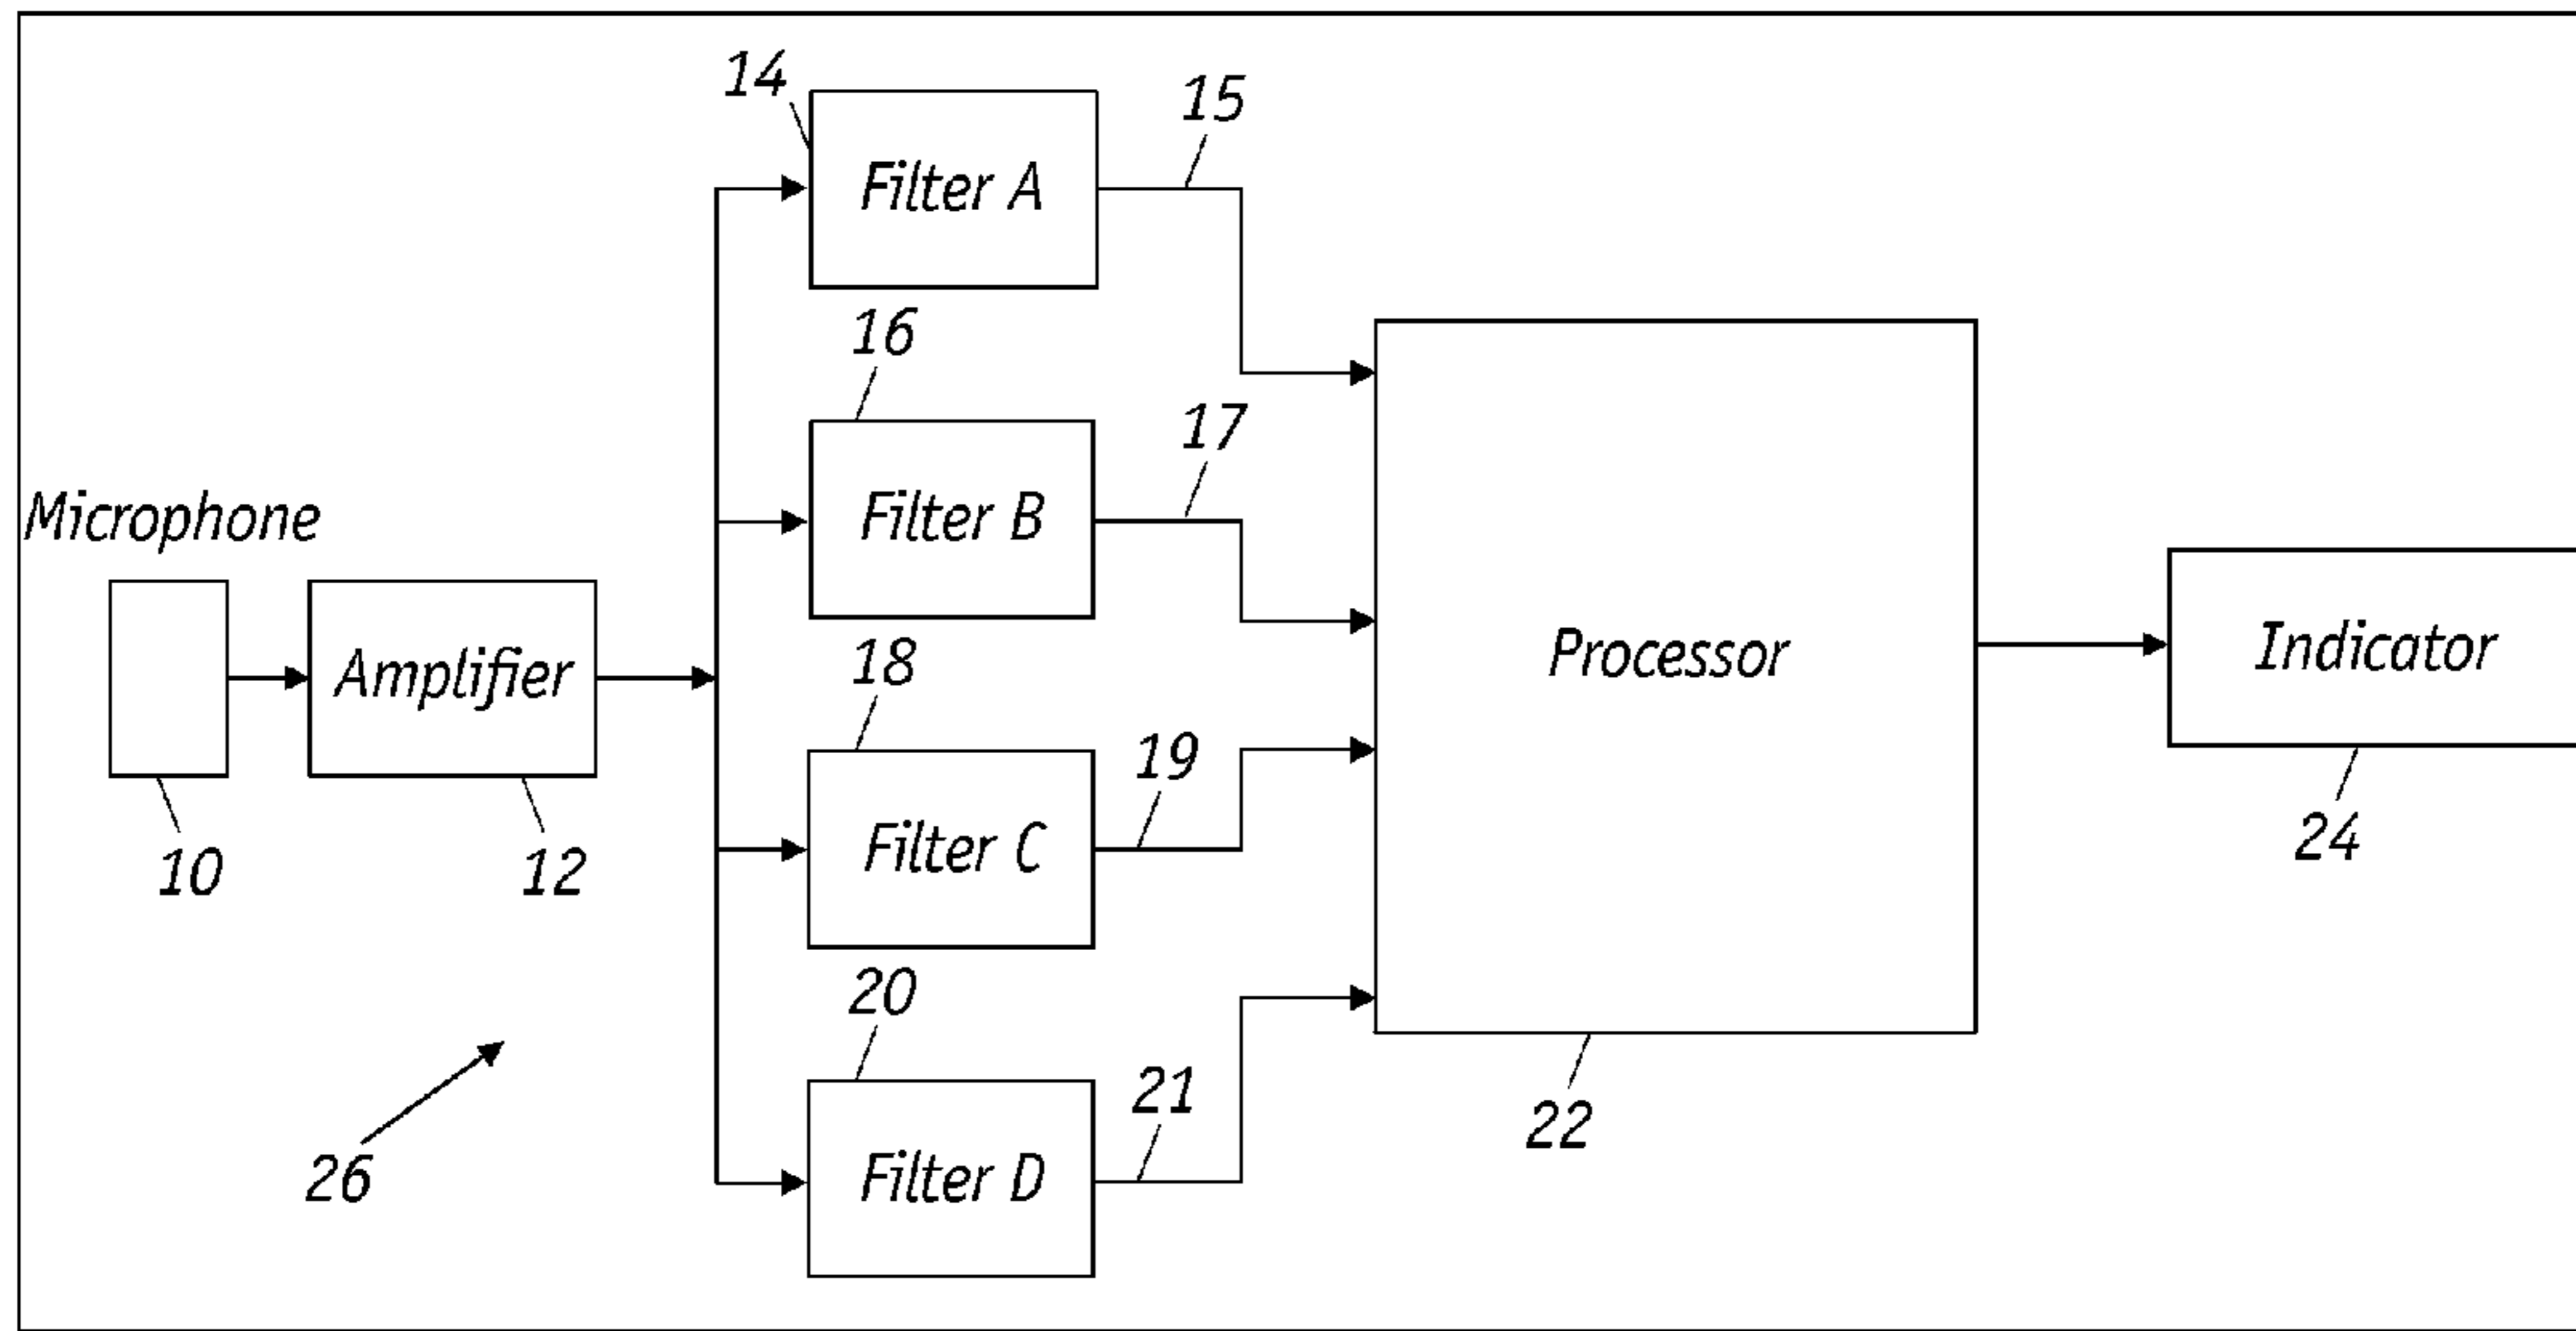 14
15
Filter A
16
17
Microphone
Filter B
Amplifier
18
19
Processor
Indicator
10
12
Filter C
24
20
21
22
26
Filter D